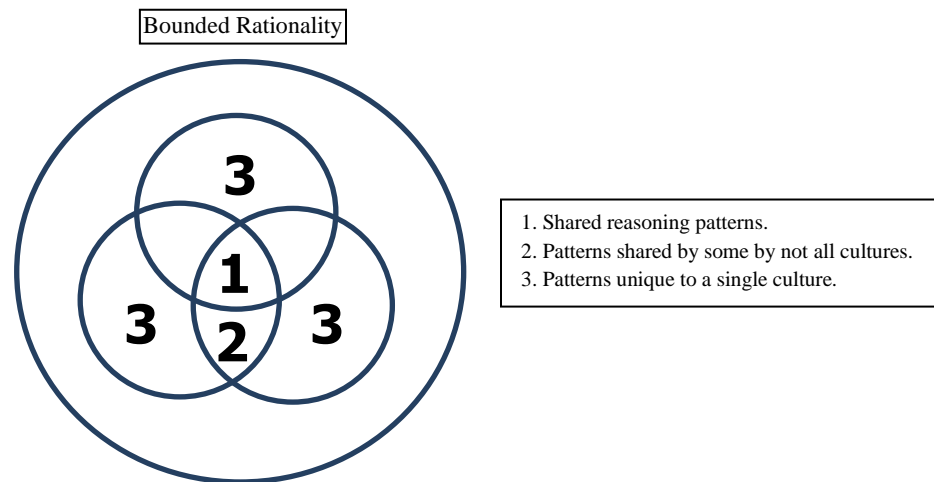 Bounded Rationality
3
1
3
2
3
1. Shared reasoning patterns.
2. Patterns shared by some by not all cultures.
3. Patterns unique to a single culture.